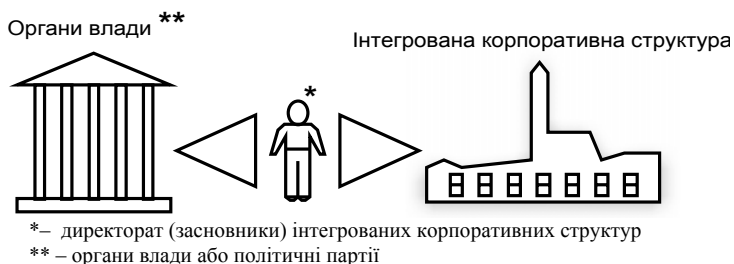 Органи влади **
Інтегрована корпоративна структура
*
*– директорат (засновники) інтегрованих корпоративних структур
** – органи влади або політичні партії